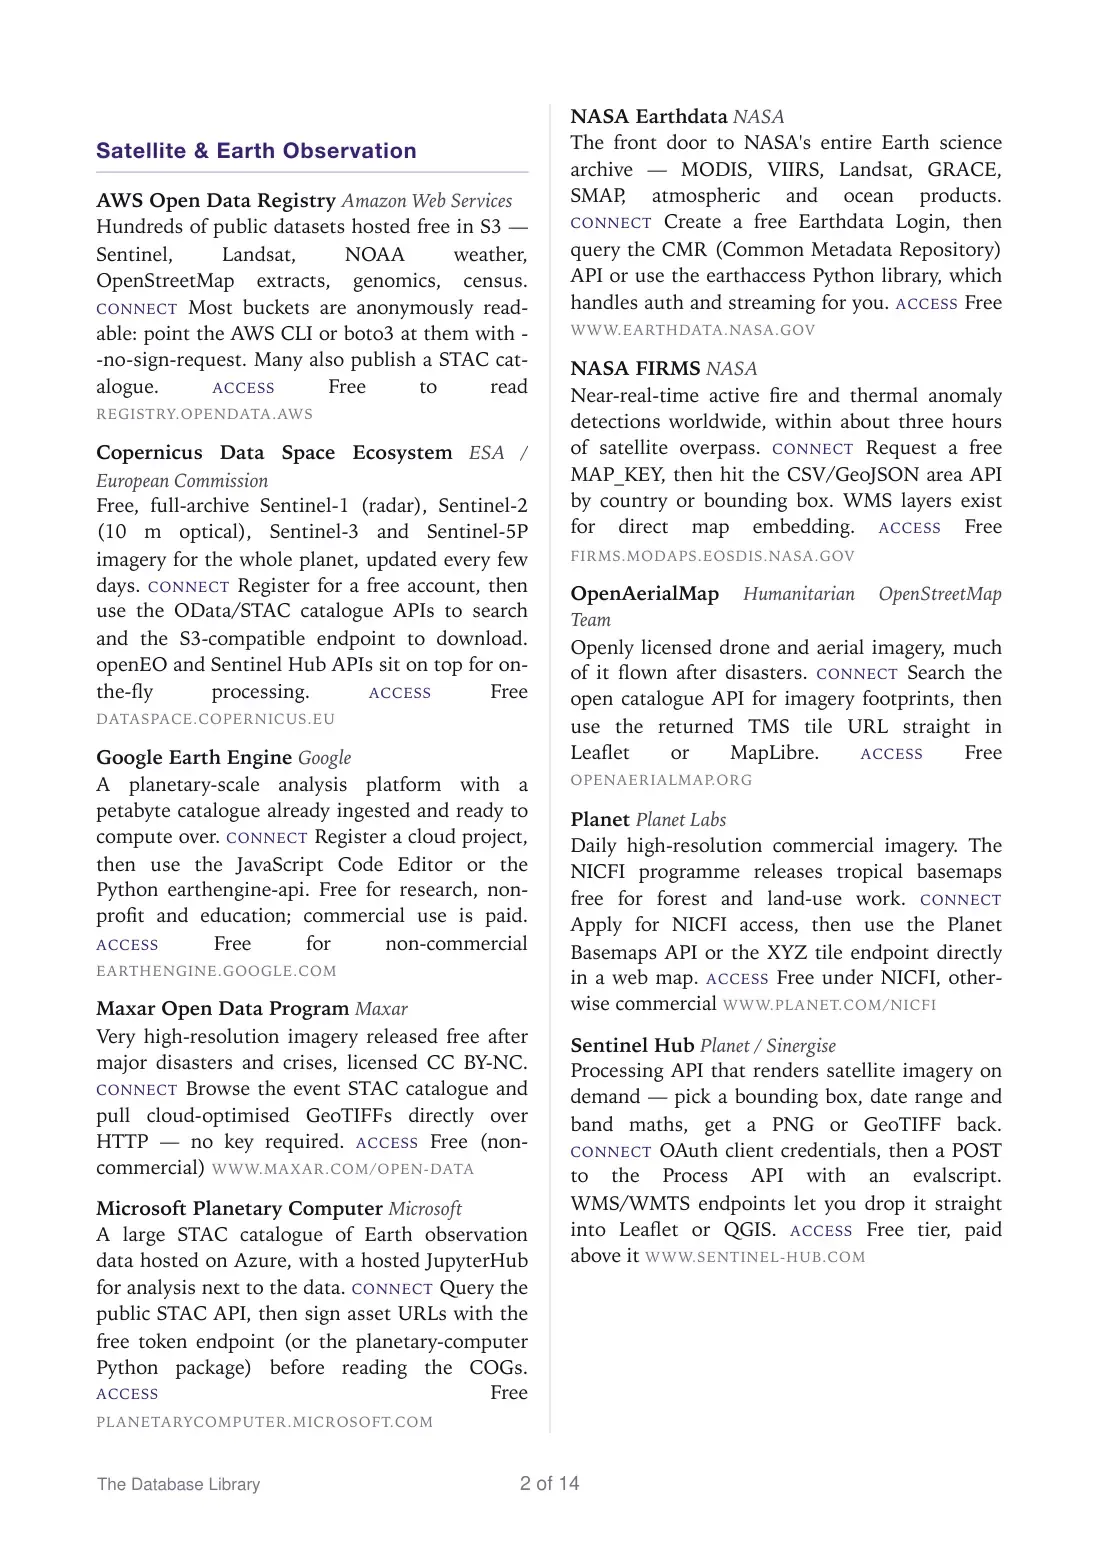 Satellite & Earth Observation
AWS Open Data Registry Amazon Web Services
Hundreds of public datasets hosted free in S3 —
Sentinel, Landsat, NOAA weather,
OpenStreetMap extracts, genomics, census.
CONNECT Most buckets are anonymously read-
able: point the AWS CLI or boto3 at them with -
-no-sign-request. Many also publish a STAC cat-
alogue. ACCESS Free to read
REGISTRY.OPENDATA.AWS
Copernicus Data Space Ecosystem ESA /
European Commission
Free, full-archive Sentinel-1 (radar), Sentinel-2
(10 m optical), Sentinel-3 and Sentinel-5P
imagery for the whole planet, updated every few
days. CONNECT Register for a free account, then
use the OData/STAC catalogue APIs to search
and the S3-compatible endpoint to download.
openEO and Sentinel Hub APIs sit on top for on-
the-fly processing. ACCESS Free
DATASPACE.COPERNICUS.EU
Google Earth Engine Google
A planetary-scale analysis platform with a
petabyte catalogue already ingested and ready to
compute over. CONNECT Register a cloud project,
then use the JavaScript Code Editor or the
Python earthengine-api. Free for research, non-
profit and education; commercial use is paid.
ACCESS Free for non-commercial
EARTHENGINE.GOOGLE.COM
Maxar Open Data Program Maxar
Very high-resolution imagery released free after
major disasters and crises, licensed CC BY-NC.
CONNECT Browse the event STAC catalogue and
pull cloud-optimised GeoTIFFs directly over
HTTP — no key required. ACCESS Free (non-
commercial) WWW.MAXAR.COM/OPEN-DATA
Microsoft Planetary Computer Microsoft
A large STAC catalogue of Earth observation
data hosted on Azure, with a hosted JupyterHub
for analysis next to the data. CONNECT Query the
public STAC API, then sign asset URLs with the
free token endpoint (or the planetary-computer
Python package) before reading the COGs.
ACCESS Free
PLANETARYCOMPUTER.MICROSOFT.COM
NASA Earthdata NASA
The front door to NASA's entire Earth science
archive — MODIS, VIIRS, Landsat, GRACE,
SMAP, atmospheric and ocean products.
CONNECT Create a free Earthdata Login, then
query the CMR (Common Metadata Repository)
API or use the earthaccess Python library, which
handles auth and streaming for you. ACCESS Free
WWW.EARTHDATA.NASA.GOV
NASA FIRMS NASA
Near-real-time active fire and thermal anomaly
detections worldwide, within about three hours
of satellite overpass. CONNECT Request a free
MAP_KEY, then hit the CSV/GeoJSON area API
by country or bounding box. WMS layers exist
for direct map embedding. ACCESS Free
FIRMS.MODAPS.EOSDIS.NASA.GOV
OpenAerialMap Humanitarian OpenStreetMap
Team
Openly licensed drone and aerial imagery, much
of it flown after disasters. CONNECT Search the
open catalogue API for imagery footprints, then
use the returned TMS tile URL straight in
Leaflet or MapLibre. ACCESS Free
OPENAERIALMAP.ORG
Planet Planet Labs
Daily high-resolution commercial imagery. The
NICFI programme releases tropical basemaps
free for forest and land-use work. CONNECT
Apply for NICFI access, then use the Planet
Basemaps API or the XYZ tile endpoint directly
in a web map. ACCESS Free under NICFI, other-
wise commercial WWW.PLANET.COM/NICFI
Sentinel Hub Planet / Sinergise
Processing API that renders satellite imagery on
demand — pick a bounding box, date range and
band maths, get a PNG or GeoTIFF back.
CONNECT OAuth client credentials, then a POST
to the Process API with an evalscript.
WMS/WMTS endpoints let you drop it straight
into Leaflet or QGIS. ACCESS Free tier, paid
above it WWW.SENTINEL-HUB.COM
The Database Library
2 of 14